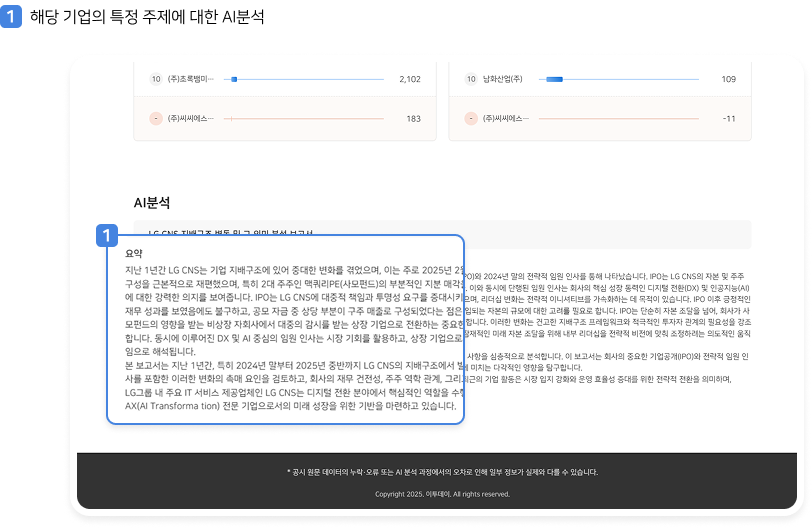 1 해당 기업의 특정 주제에 대한 AI분석
10 (주)초록뱀미··· 2,102
10 남화산업(주) 109
- (주)씨씨에스··· 183
- (주)씨씨에스··· -11
AI분석
LG CNS 지배구조 변동 및 그 의미 분석 보고서
1
요약
지난 1년간 LG CNS는 기업 지배구조에 있어 중대한 변화를 겪었으며, 이는 주로 2025년 2월
구성을 근본적으로 재편했으며, 특히 2대 주주인 맥쿼리PE(사모펀드)의 부분적인 지분 매각을
에 대한 강력한 의지를 보여줍니다. IPO는 LG CNS에 대중적 책임과 투명성 요구를 증대시키
재무 성과를 보였음에도 불구하고, 공모 자금 중 상당 부분이 구주 매출로 구성되었다는 점은
모펀드의 영향을 받는 비상장 자회사에서 대중의 감시를 받는 상장 기업으로 전환하는 중요한
합니다. 동시에 이루어진 DX 및 AI 중심의 임원 인사는 시장 기회를 활용하고, 상장 기업으로
임으로 해석됩니다.
본 보고서는 지난 1년간, 특히 2024년 말부터 2025년 중반까지 LG CNS의 지배구조에서 발
사를 포함한 이러한 변화의 촉매 요인을 검토하고, 회사의 재무 건전성, 주주 역학 관계, 그리
LG그룹 내 주요 IT 서비스 제공업체인 LG CNS는 디지털 전환 분야에서 핵심적인 역할을 수행
AX(AI Transforma tion) 전문 기업으로서의 미래 성장을 위한 기반을 마련하고 있습니다.
PO)와 2024년 말의 전략적 임원 인사를 통해 나타났습니다. IPO는 LG CNS의 자본 및 주주
. 이와 동시에 단행된 임원 인사는 회사의 핵심 성장 동력인 디지털 전환(DX) 및 인공지능(AI)
으며, 리더십 변화는 전략적 이니셔티브를 가속화하는 데 목적이 있습니다. IPO 이후 긍정적인
입되는 자본의 규모에 대한 고려를 필요로 합니다. IPO는 단순히 자본 조달을 넘어, 회사가 사
합니다. 이러한 변화는 건고한 지배구조 프레임워크와 적극적인 투자자 관계의 필요성을 강조
잠재적인 미래 자본 조달을 위해 내부 리더십을 전략적 비전에 맞춰 조정하려는 의도적인 움직
사항을 심층적으로 분석합니다. 이 보고서는 회사의 중요한 기업공개(IPO)와 전략적 임원 인
에 미치는 다각적인 영향을 탐구합니다.
최근의 기업 활동은 시장 입지 강화와 운영 효율성 증대를 위한 전략적 전환을 의미하며,
* 공시 원문 데이터의 누락·오류 또는 AI 분석 과정에서의 오차로 인해 일부 정보가 실제와 다를 수 있습니다.
Copyright 2025. 이투데이, All rights reserved.